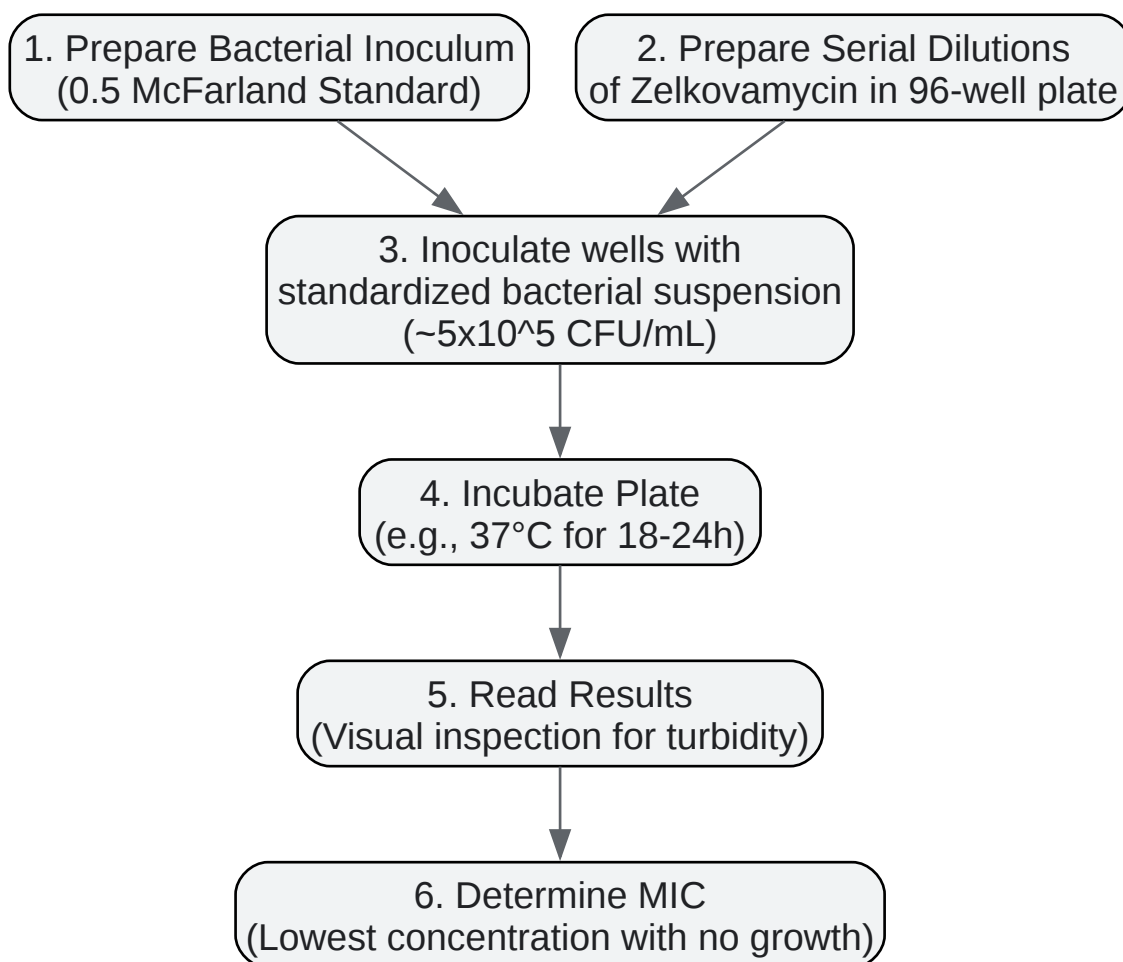 1. Prepare Bacterial Inoculum
(0.5 McFarland Standard)
2. Prepare Serial Dilutions
of Zelkovamycin in 96-well plate
3. Inoculate wells with
standardized bacterial suspension
(~5x10^5 CFU/mL)
4. Incubate Plate
(e.g., 37°C for 18-24h)
5. Read Results
(Visual inspection for turbidity)
6. Determine MIC
(Lowest concentration with no growth)